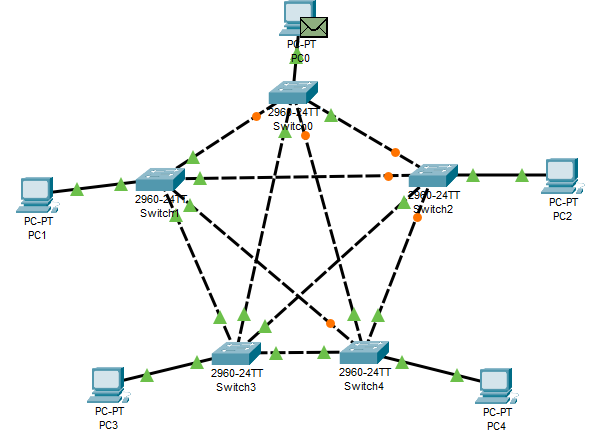 PC-PT
PC0
2960-24TT
Switch0
2960-24TT
Switch1
2960-24TT
Switch2
PC-PT
PC1
PC-PT
PC2
2960-24TT
Switch3
2960-24TT
Switch4
PC-PT
PC3
PC-PT
PC4